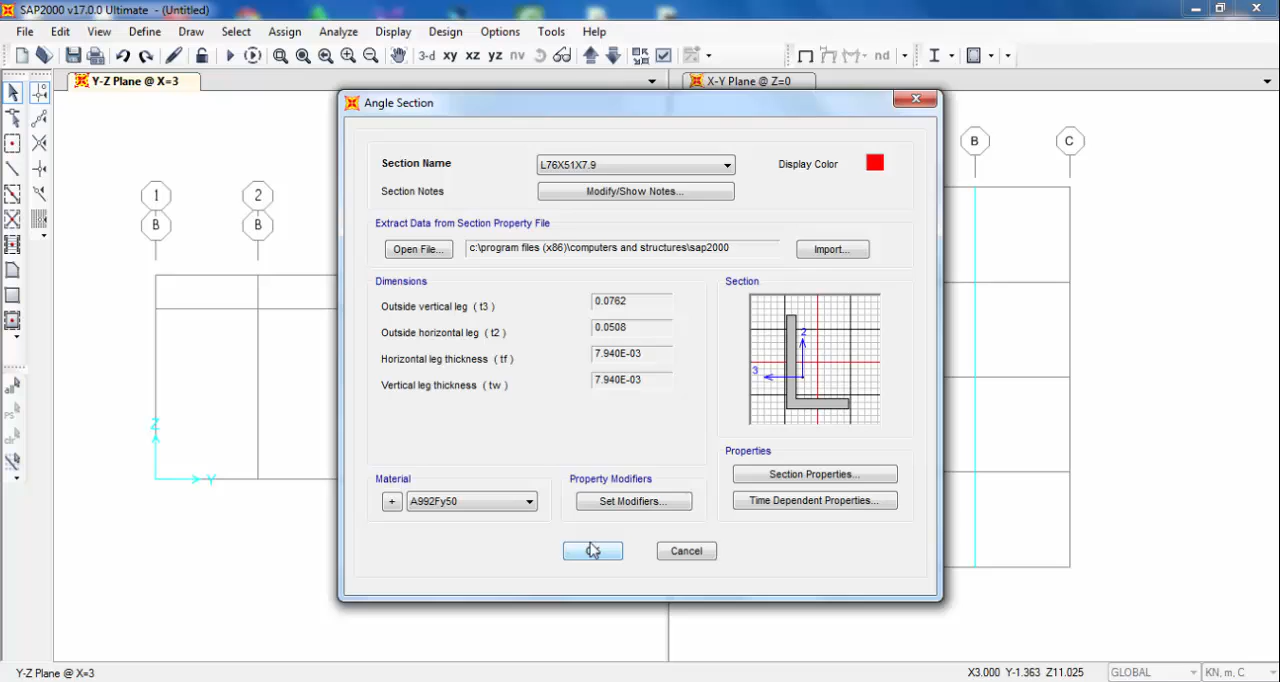 SAP2000 v17.0.0 Ultimate - (Untitled)
File Edit View Define Draw Select Assign Analyze Display Design Options Tools Help
3-d xy xz yz nv nd
Y-Z Plane @ X=3
X-Y Plane @ Z=0
Angle Section
Section Name L76X51X7.9 Display Color
Section Notes Modify/Show Notes...
Extract Data from Section Property File
Open File... c:\program files (x86)\computers and structures\sap2000 Import...
Dimensions
Outside vertical leg ( t3 ) 0.0762
Outside horizontal leg ( t2 ) 0.0508
Horizontal leg thickness ( tf ) 7.940E-03
Vertical leg thickness ( tw ) 7.940E-03
Section
2
3
Properties
Section Properties...
Time Dependent Properties...
Material
+ A992Fy50
Property Modifiers
Set Modifiers...
Cancel
1 2
B B
Z
Y
B C
all
PS
clr
Y-Z Plane @ X=3
X3.000 Y-1.363 Z11.025 GLOBAL KN, m, C